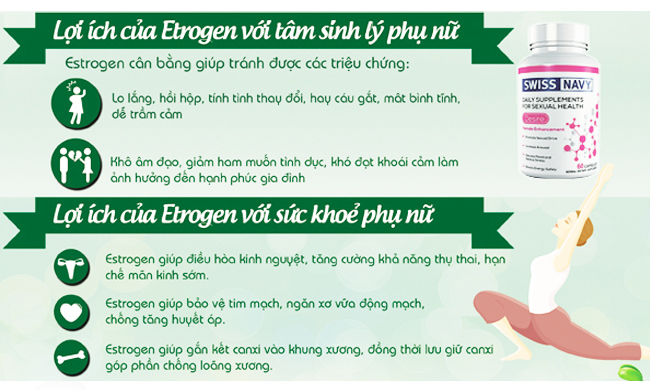 Lợi ích của Etrogen với tâm sinh lý phụ nữ
Estrogen cân bằng giúp tránh được các triệu chứng:
Lo lắng, hồi hộp, tính tình thay đổi, hay cáu gắt, mât bình tĩnh,
dễ trầm cảm
Khô âm đạo, giảm ham muốn tình dục, khó đạt khoái cảm làm
ảnh hưởng đến hạnh phúc gia đình
SWISS NAVY
DAILY SUPPLEMENTS
FOR SEXUAL HEALTH
Desire
Female Enhancement
60
Lợi ích của Etrogen với sức khoẻ phụ nữ
Estrogen giúp điều hòa kinh nguyệt, tăng cường khả năng thụ thai, hạn
chế mãn kinh sớm.
Estrogen giúp bảo vệ tim mạch, ngăn xơ vữa động mạch,
chống tăng huyết áp.
Estrogen giúp gắn kết canxi vào khung xương, đồng thời lưu giữ canxi
góp phần chống loãng xương.